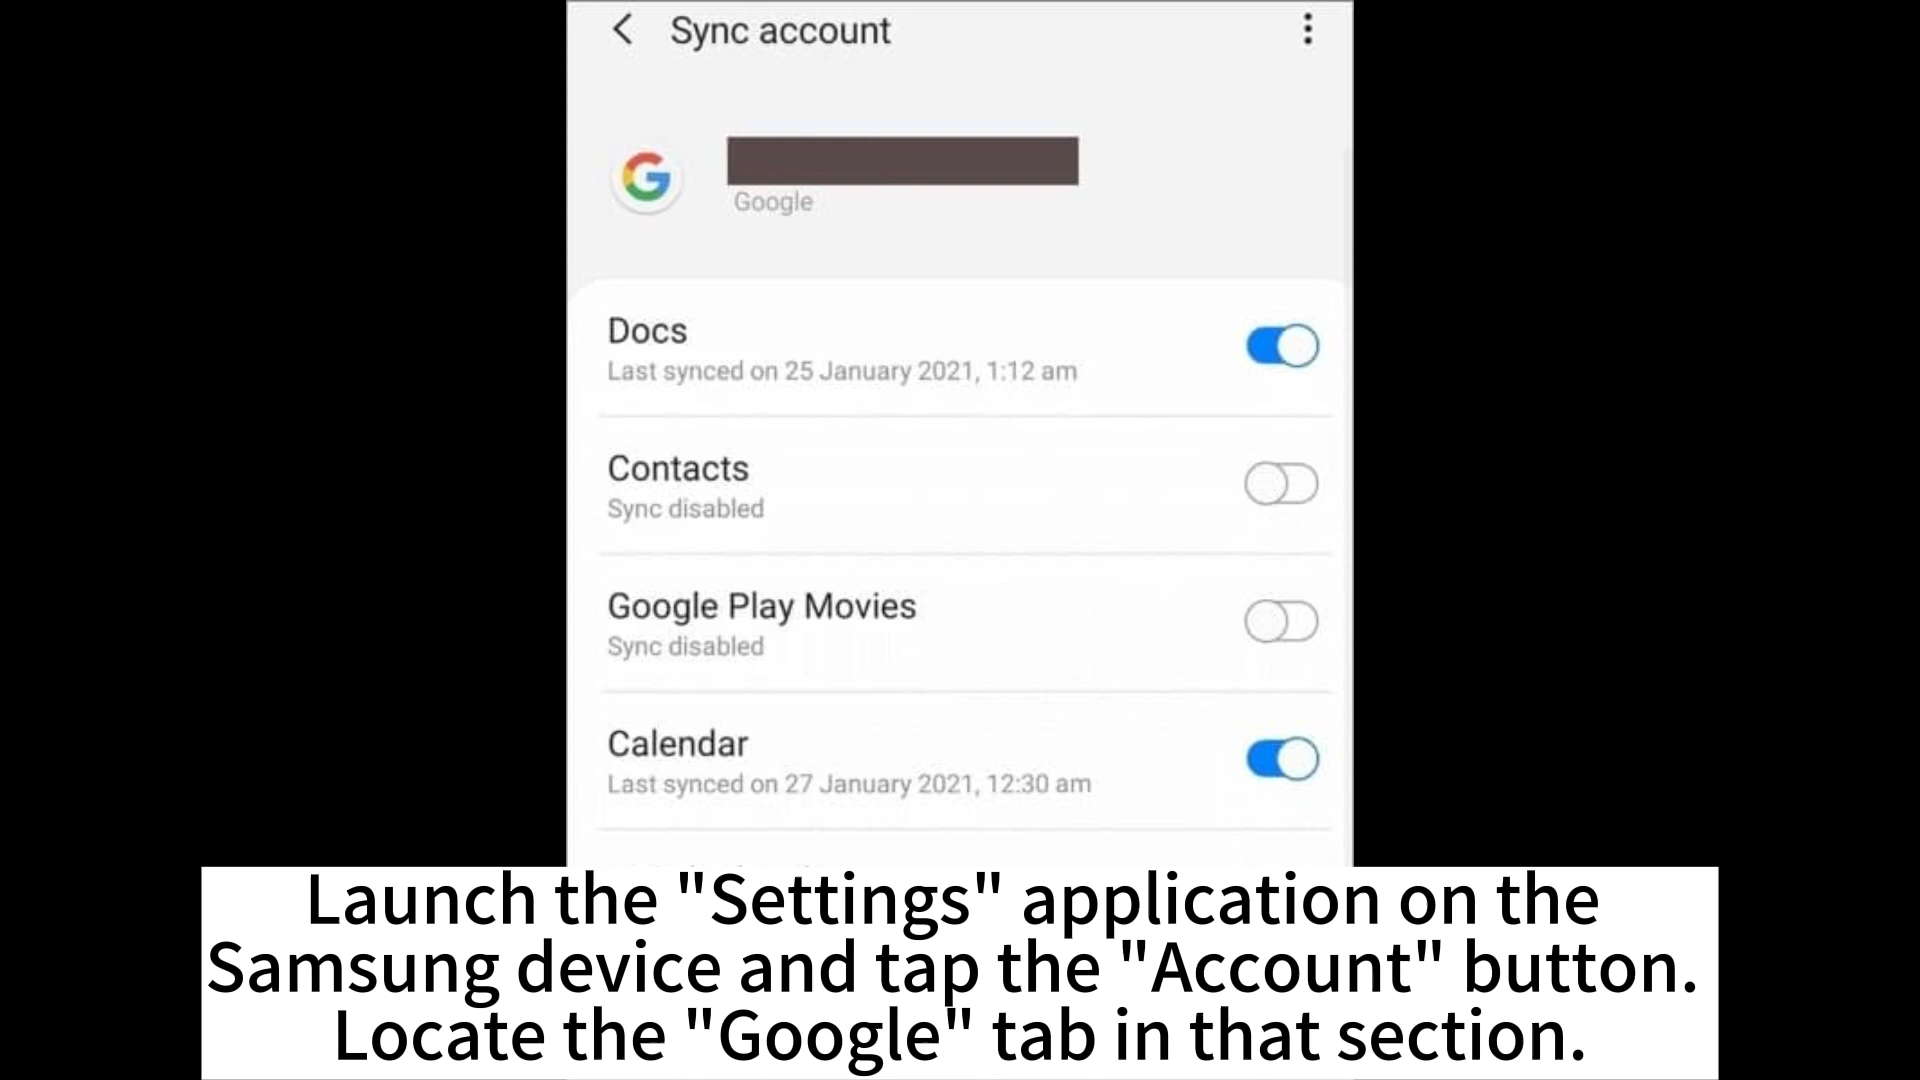 Sync account
Google
Docs
Last synced on 25 January 2021, 1:12 am
Contacts
Sync disabled
Google Play Movies
Sync disabled
Calendar
Last synced on 27 January 2021, 12:30 am
Launch the "Settings" application on the
Samsung device and tap the "Account" button.
Locate the "Google" tab in that section.